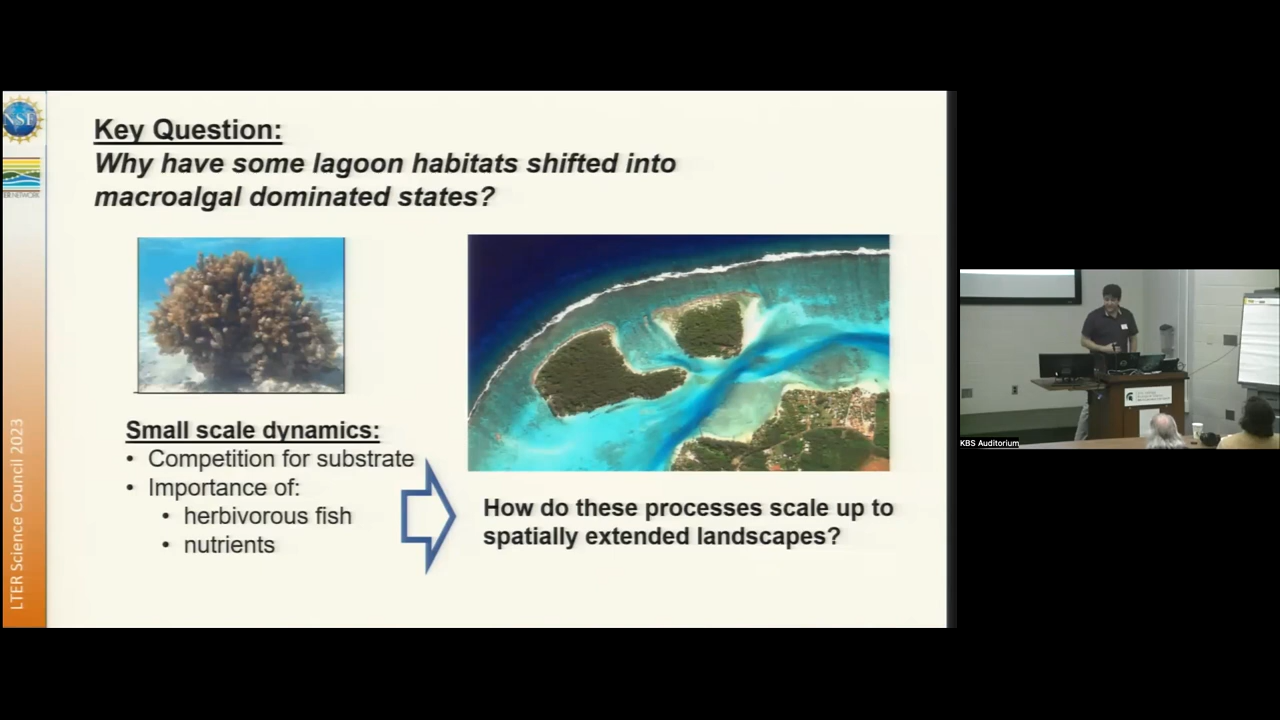 Key Question:
Why have some lagoon habitats shifted into
macroalgal dominated states?
Small scale dynamics:
• Competition for substrate
• Importance of:
• herbivorous fish
• nutrients
How do these processes scale up to
spatially extended landscapes?
LTER Science Council 2023
NSF
KBS Auditorium